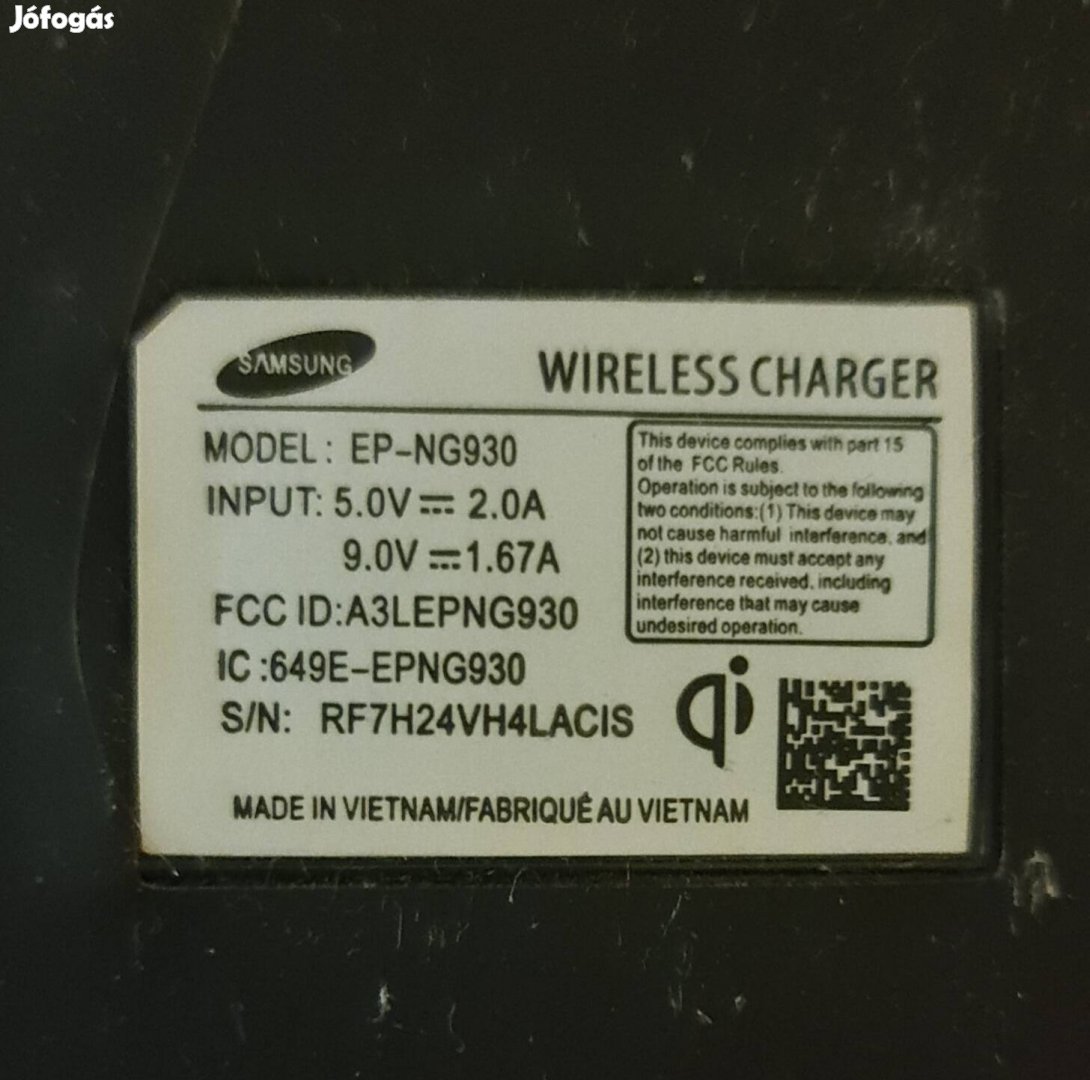 Jófogás
SAMSUNG
WIRELESS CHARGER
MODEL: EP-NG930
INPUT: 5.0V ⎓ 2.0A
9.0V ⎓ 1.67A
FCC ID:A3LEPNG930
IC :649E-EPNG930
S/N: RF7H24VH4LACIS
This device complies with part 15
of the FCC Rules.
Operation is subject to the following
two conditions:(1) This device may
not cause harmful interference, and
(2) this device must accept any
interference received, including
interference that may cause
undesired operation.
qi
MADE IN VIETNAM/FABRIQUÉ AU VIETNAM